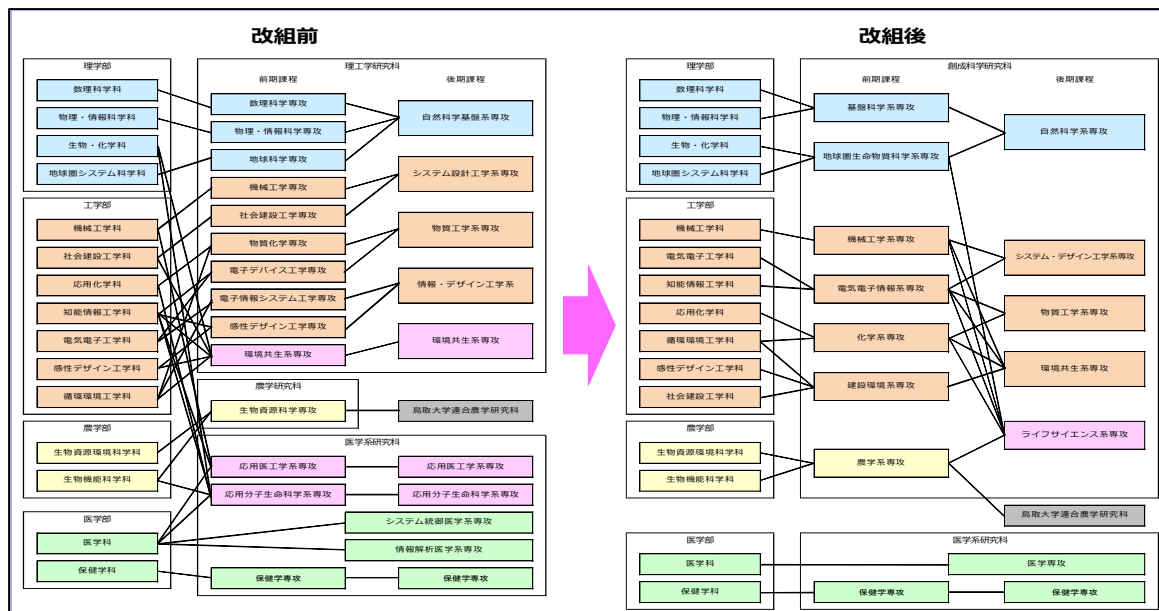 改組前
理学部
数理科学科
物理・情報科学科
生物・化学科
地球圏システム科学科
工学部
機械工学科
社会建設工学科
応用化学科
知能情報工学科
電気電子工学科
感性デザイン工学科
循環環境工学科
農学部
生物資源環境科学科
生物機能科学科
医学部
医学科
保健学科
理工学研究科
前期課程
後期課程
数理科学専攻
物理・情報科学専攻
地球科学専攻
機械工学専攻
社会建設工学専攻
物質化学専攻
電子デバイス工学専攻
電子情報システム工学専攻
感性デザイン工学専攻
環境共生系専攻
自然科学基盤系専攻
システム設計工学系専攻
物質工学系専攻
情報・デザイン工学系
環境共生系専攻
農学研究科
生物資源科学専攻
鳥取大学連合農学研究科
医学系研究科
応用医工学系専攻
応用医工学系専攻
応用分子生命科学系専攻
応用分子生命科学系専攻
システム統御医学系専攻
情報解析医学系専攻
保健学専攻
保健学専攻
改組後
理学部
数理科学科
物理・情報科学科
生物・化学科
地球圏システム科学科
工学部
機械工学科
電気電子工学科
知能情報工学科
応用化学科
循環環境工学科
感性デザイン工学科
社会建設工学科
農学部
生物資源環境科学科
生物機能科学科
医学部
医学科
保健学科
創成科学研究科
前期課程
後期課程
基盤科学系専攻
地球圏生命物質科学系専攻
機械工学系専攻
電気電子情報系専攻
化学系専攻
建設環境系専攻
農学系専攻
自然科学系専攻
システム・デザイン工学系専攻
物質工学系専攻
環境共生系専攻
ライフサイエンス系専攻
鳥取大学連合農学研究科
医学系研究科
医学専攻
保健学専攻
保健学専攻